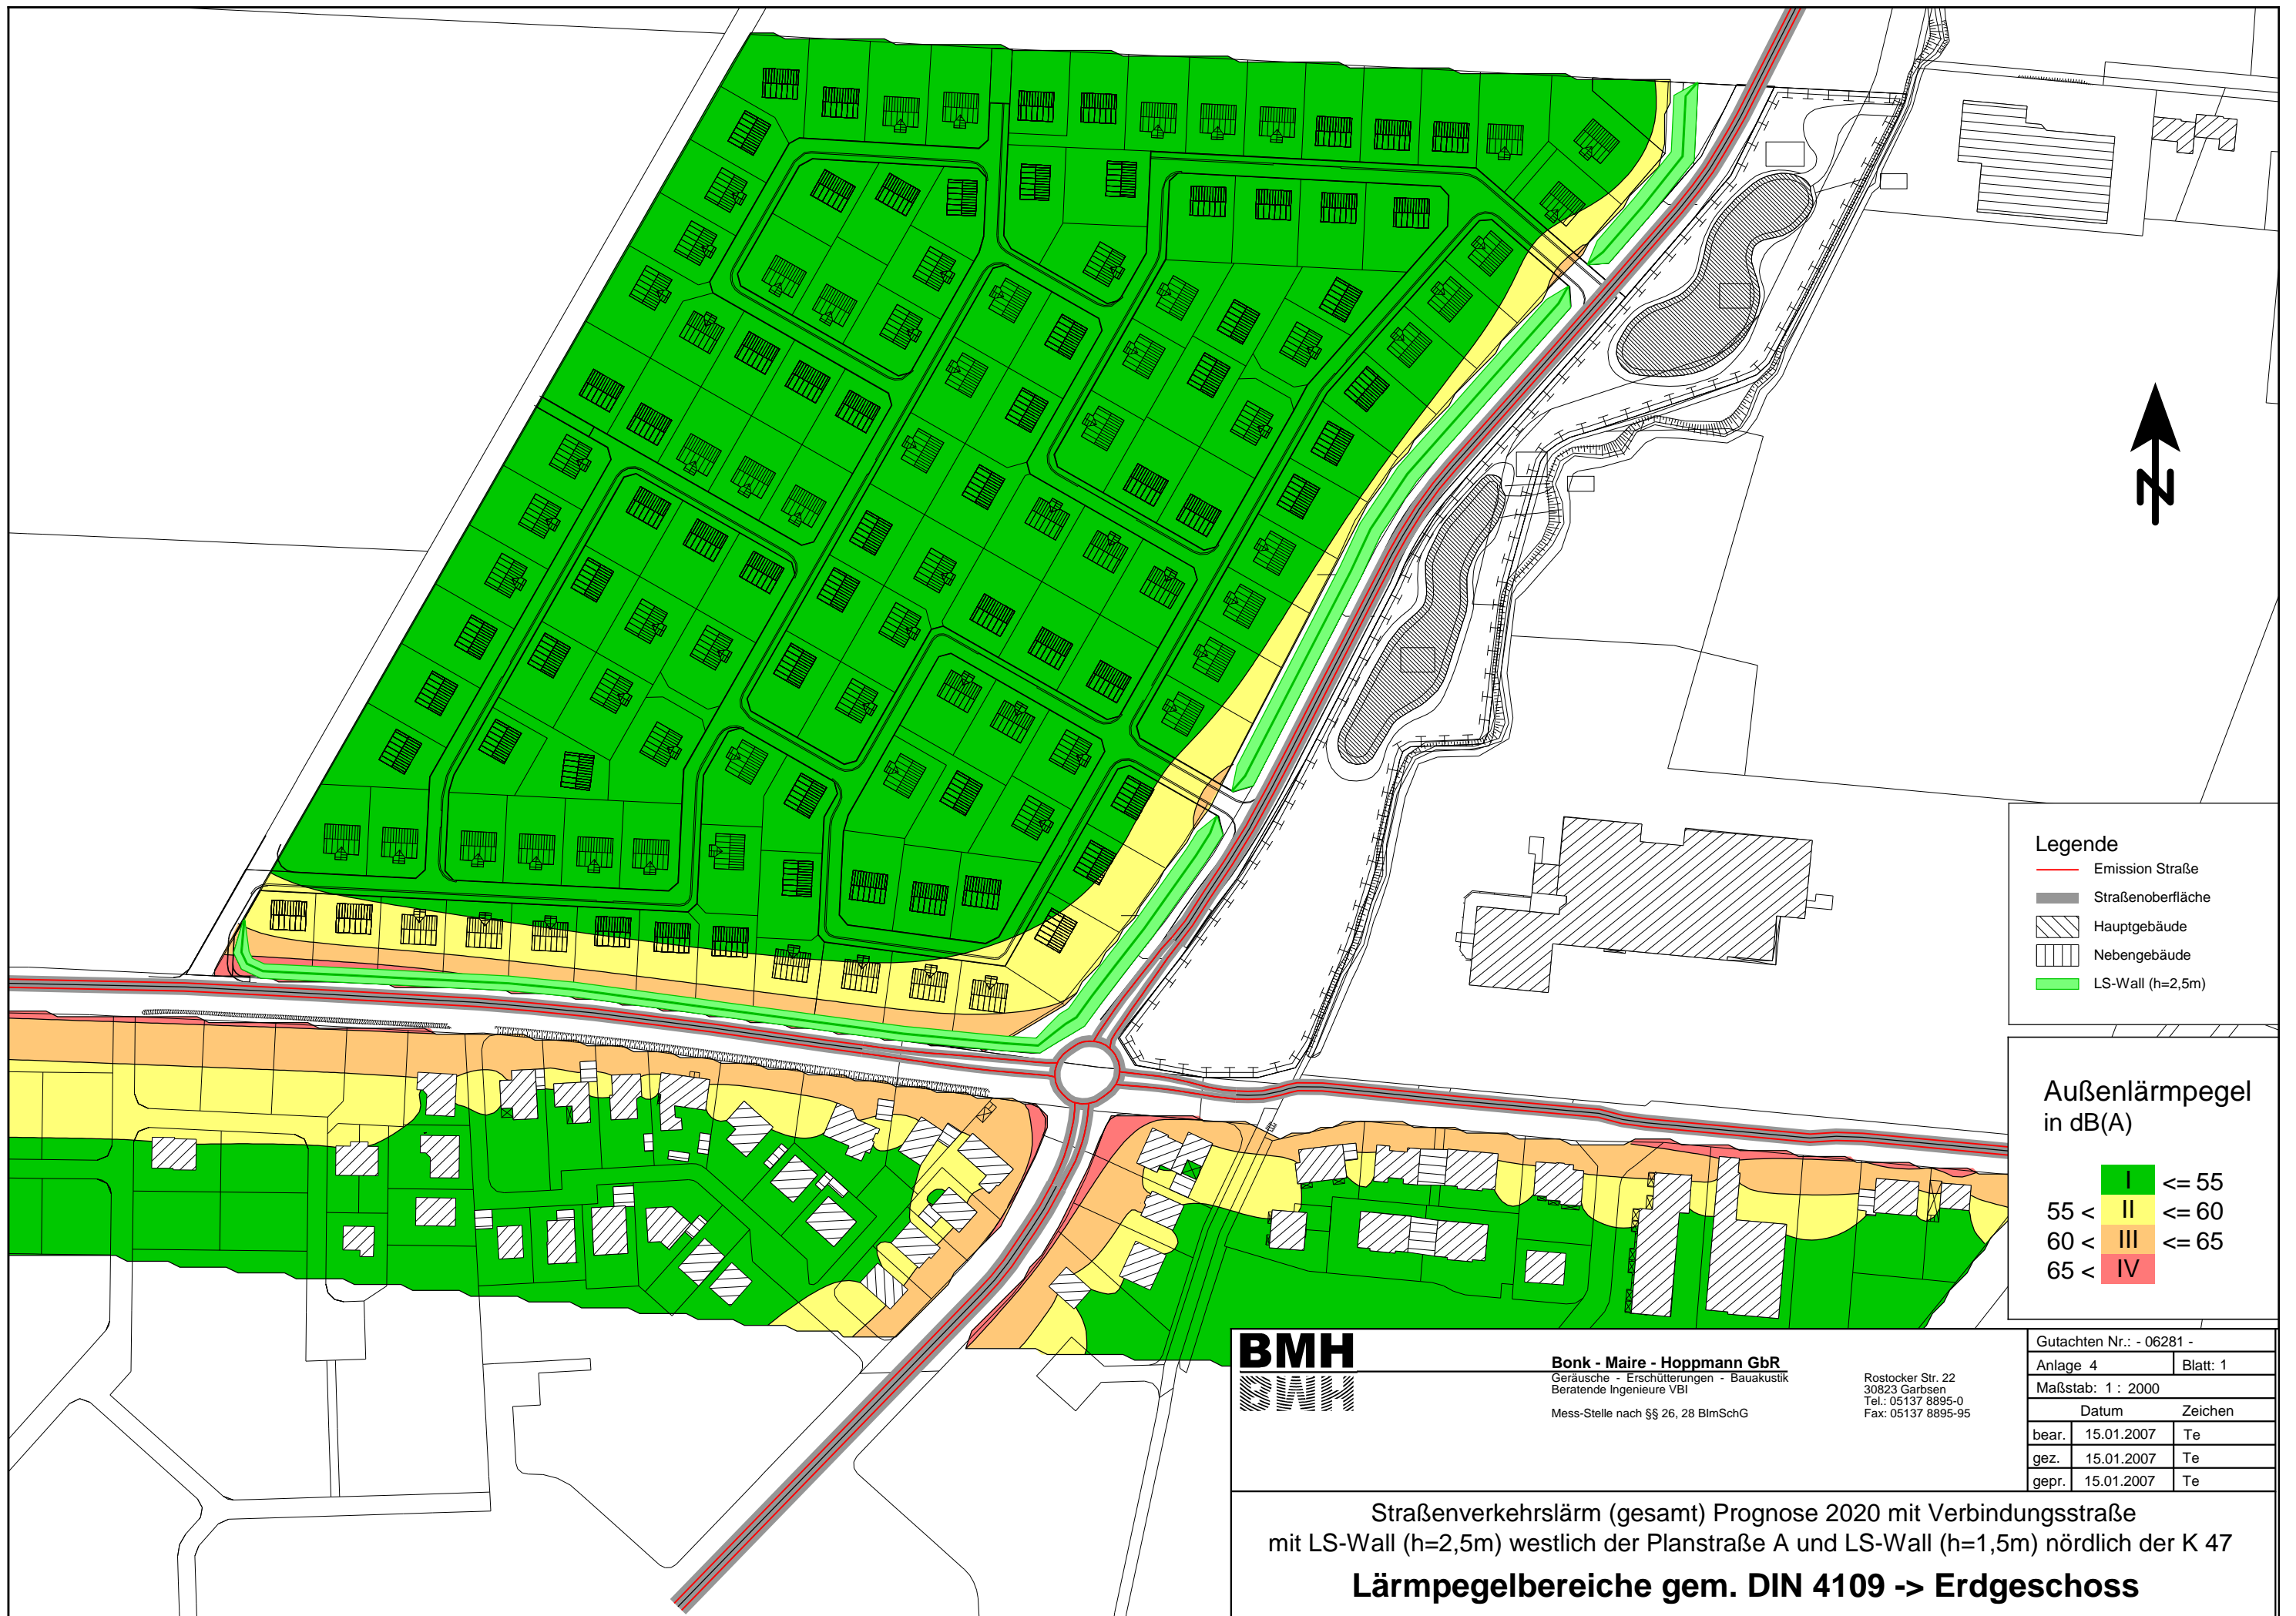 N
Legende
Emission Straße
Straßenoberfläche
Hauptgebäude
Nebengebäude
LS-Wall (h=2,5m)
Außenlärmpegel
in dB(A)
I <= 55
55 < II <= 60
60 < III <= 65
65 < IV
BMH
BMH
Bonk - Maire - Hoppmann GbR
Geräusche - Erschütterungen - Bauakustik
Beratende Ingenieure VBI
Mess-Stelle nach §§ 26, 28 BImSchG
Rostocker Str. 22
30823 Garbsen
Tel.: 05137 8895-0
Fax: 05137 8895-95
Gutachten Nr.: - 06281 -
Anlage 4 Blatt: 1
Maßstab: 1 : 2000
Datum Zeichen
bear. 15.01.2007 Te
gez. 15.01.2007 Te
gepr. 15.01.2007 Te
Straßenverkehrslärm (gesamt) Prognose 2020 mit Verbindungsstraße
mit LS-Wall (h=2,5m) westlich der Planstraße A und LS-Wall (h=1,5m) nördlich der K 47
Lärmpegelbereiche gem. DIN 4109 -> Erdgeschoss